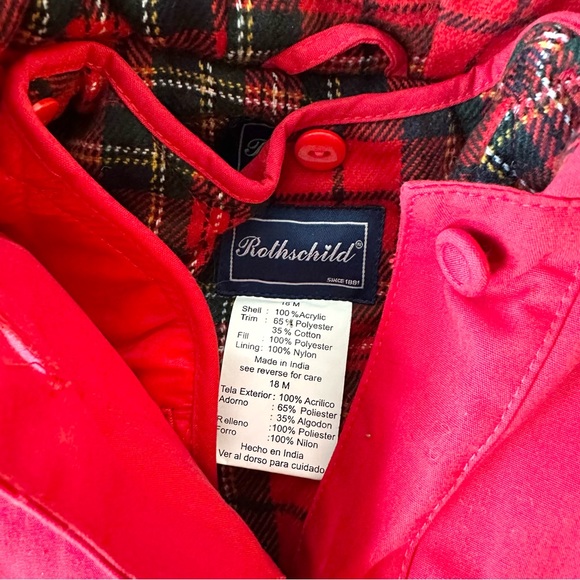 Rothschild®
SINCE 1881
18 M
Shell : 100%Acrylic
Trim : 65% Polyester
35% Cotton
Fill : 100% Polyester
Lining: 100% Nylon
Made in India
see reverse for care
18 M
Tela Exterior: 100% Acrilico
Adorno : 65% Poliester
: 35% Algodon
Relleno :100% Poliester
Forro :100% Nilon
Hecho en India
Ver al dorso para cuidado